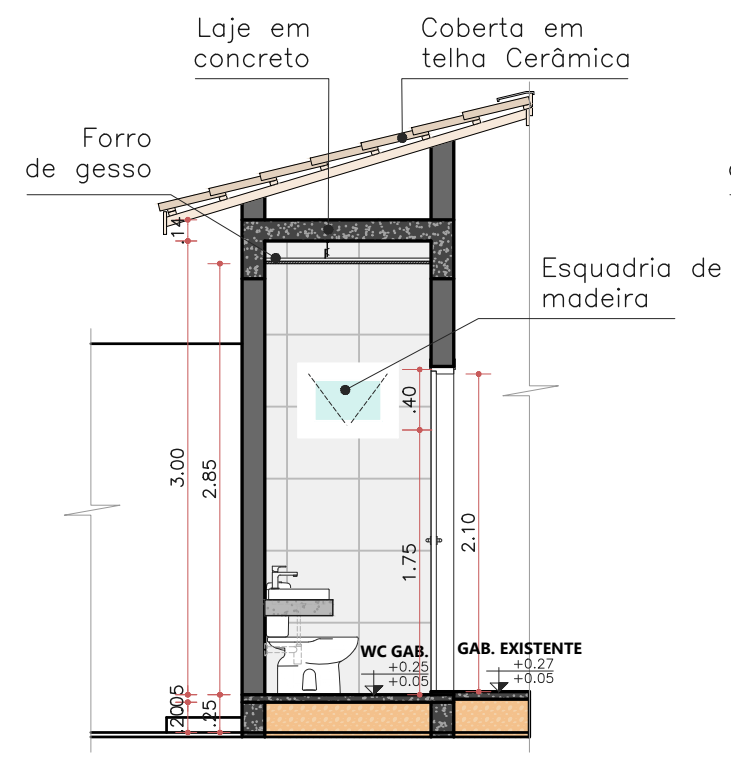 Laje em
concreto
Coberta em
telha Cerâmica
Forro
de gesso
Esquadria de
madeira
.14
3.00
2.85
.40
1.75
2.10
WC GAB.
+0.25
+0.05
GAB. EXISTENTE
+0.27
+0.05
.05
.20
.25